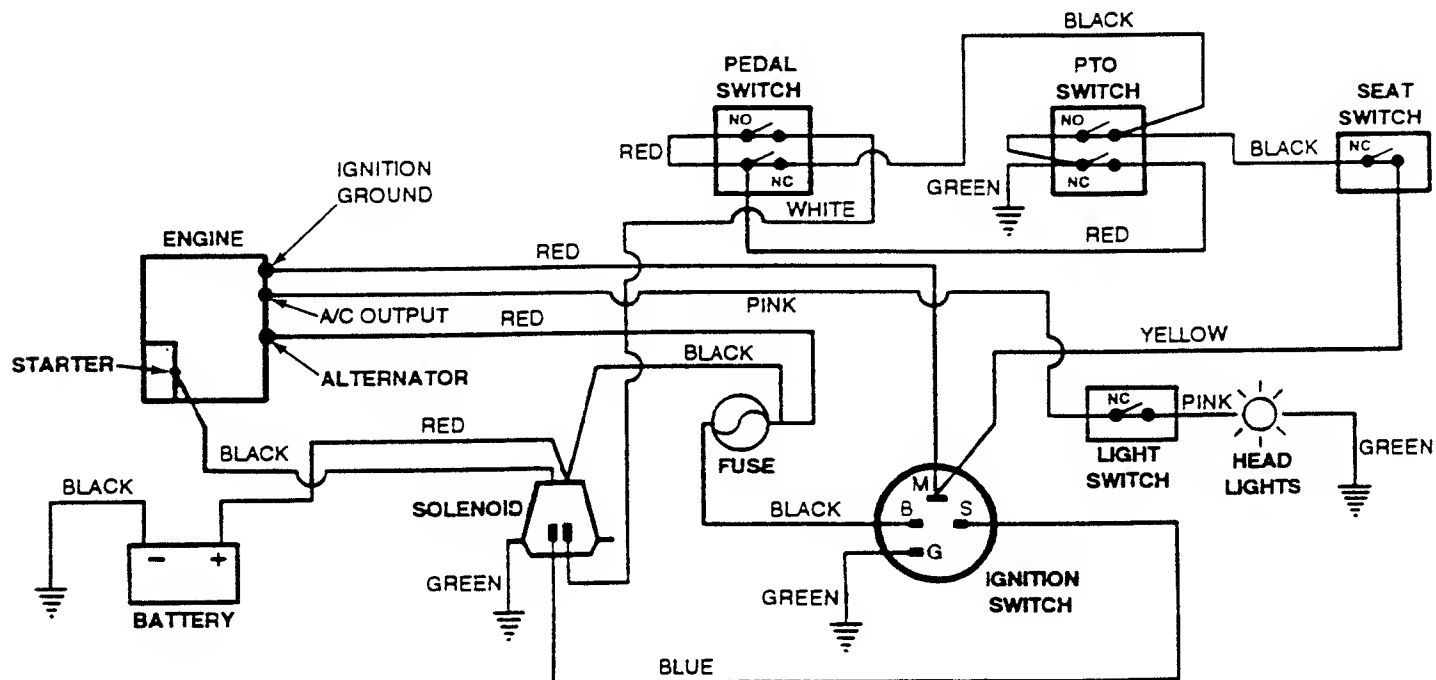 BLACK
PEDAL
SWITCH
PTO
SWITCH
SEAT
SWITCH
NO
NO
RED
NC
BLACK
NC
NC
GREEN
IGNITION
GROUND
WHITE
ENGINE
RED
RED
A/C OUTPUT
PINK
RED
YELLOW
BLACK
STARTER
ALTERNATOR
NC
PINK
RED
BLACK
FUSE
LIGHT
SWITCH
HEAD
LIGHTS
GREEN
BLACK
SOLENOID
M
B
S
BLACK
G
- +
GREEN
GREEN
IGNITION
SWITCH
BATTERY
BLUE